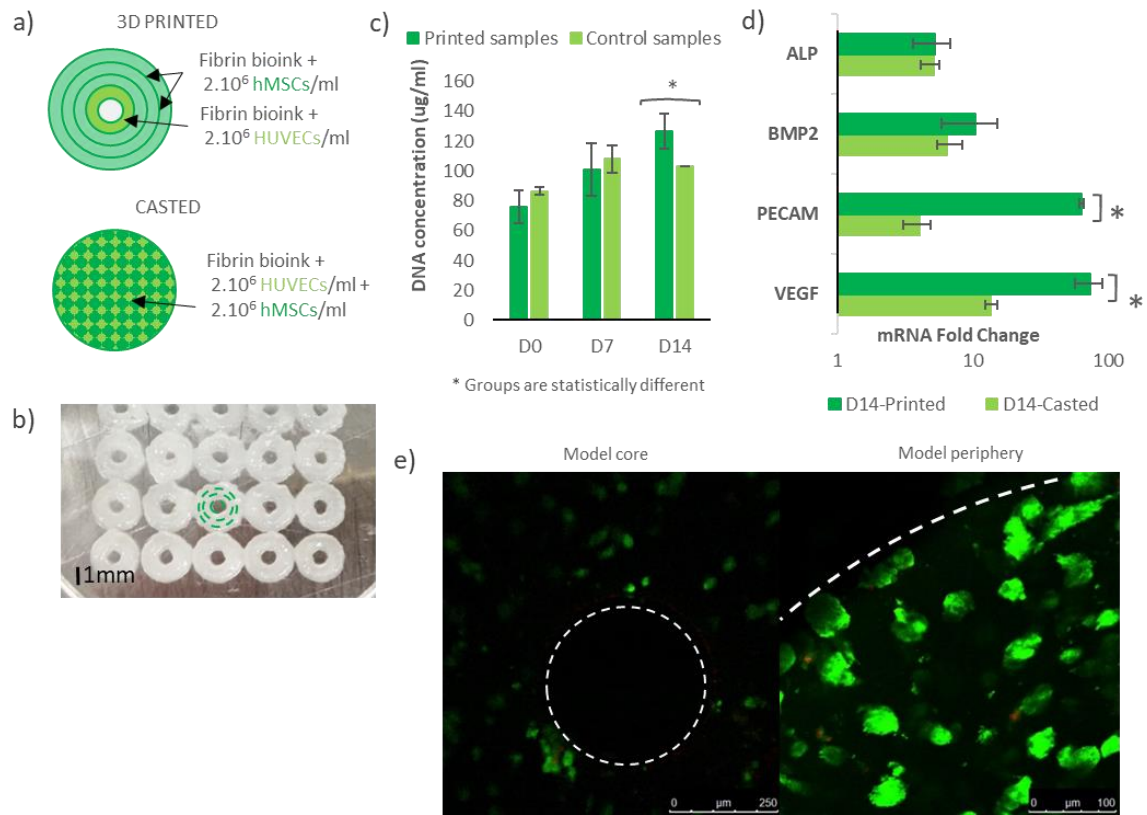 a)
3D PRINTED
Fibrin bioink +
2.10⁶ hMSCs/ml
Fibrin bioink +
2.10⁶ HUVECs/ml
CASTED
Fibrin bioink +
2.10⁶ HUVECs/ml +
2.10⁶ hMSCs/ml
b)
1mm
c)
Printed samples Control samples
DNA concentration (ug/ml)
160
140
120
100
80
60
40
20
0
*
D0 D7 D14
* Groups are statistically different
d)
ALP
BMP2
PECAM
*
VEGF
*
mRNA Fold Change
1 10 100
D14-Printed D14-Casted
e)
Model core Model periphery
0 µm 250
0 µm 100